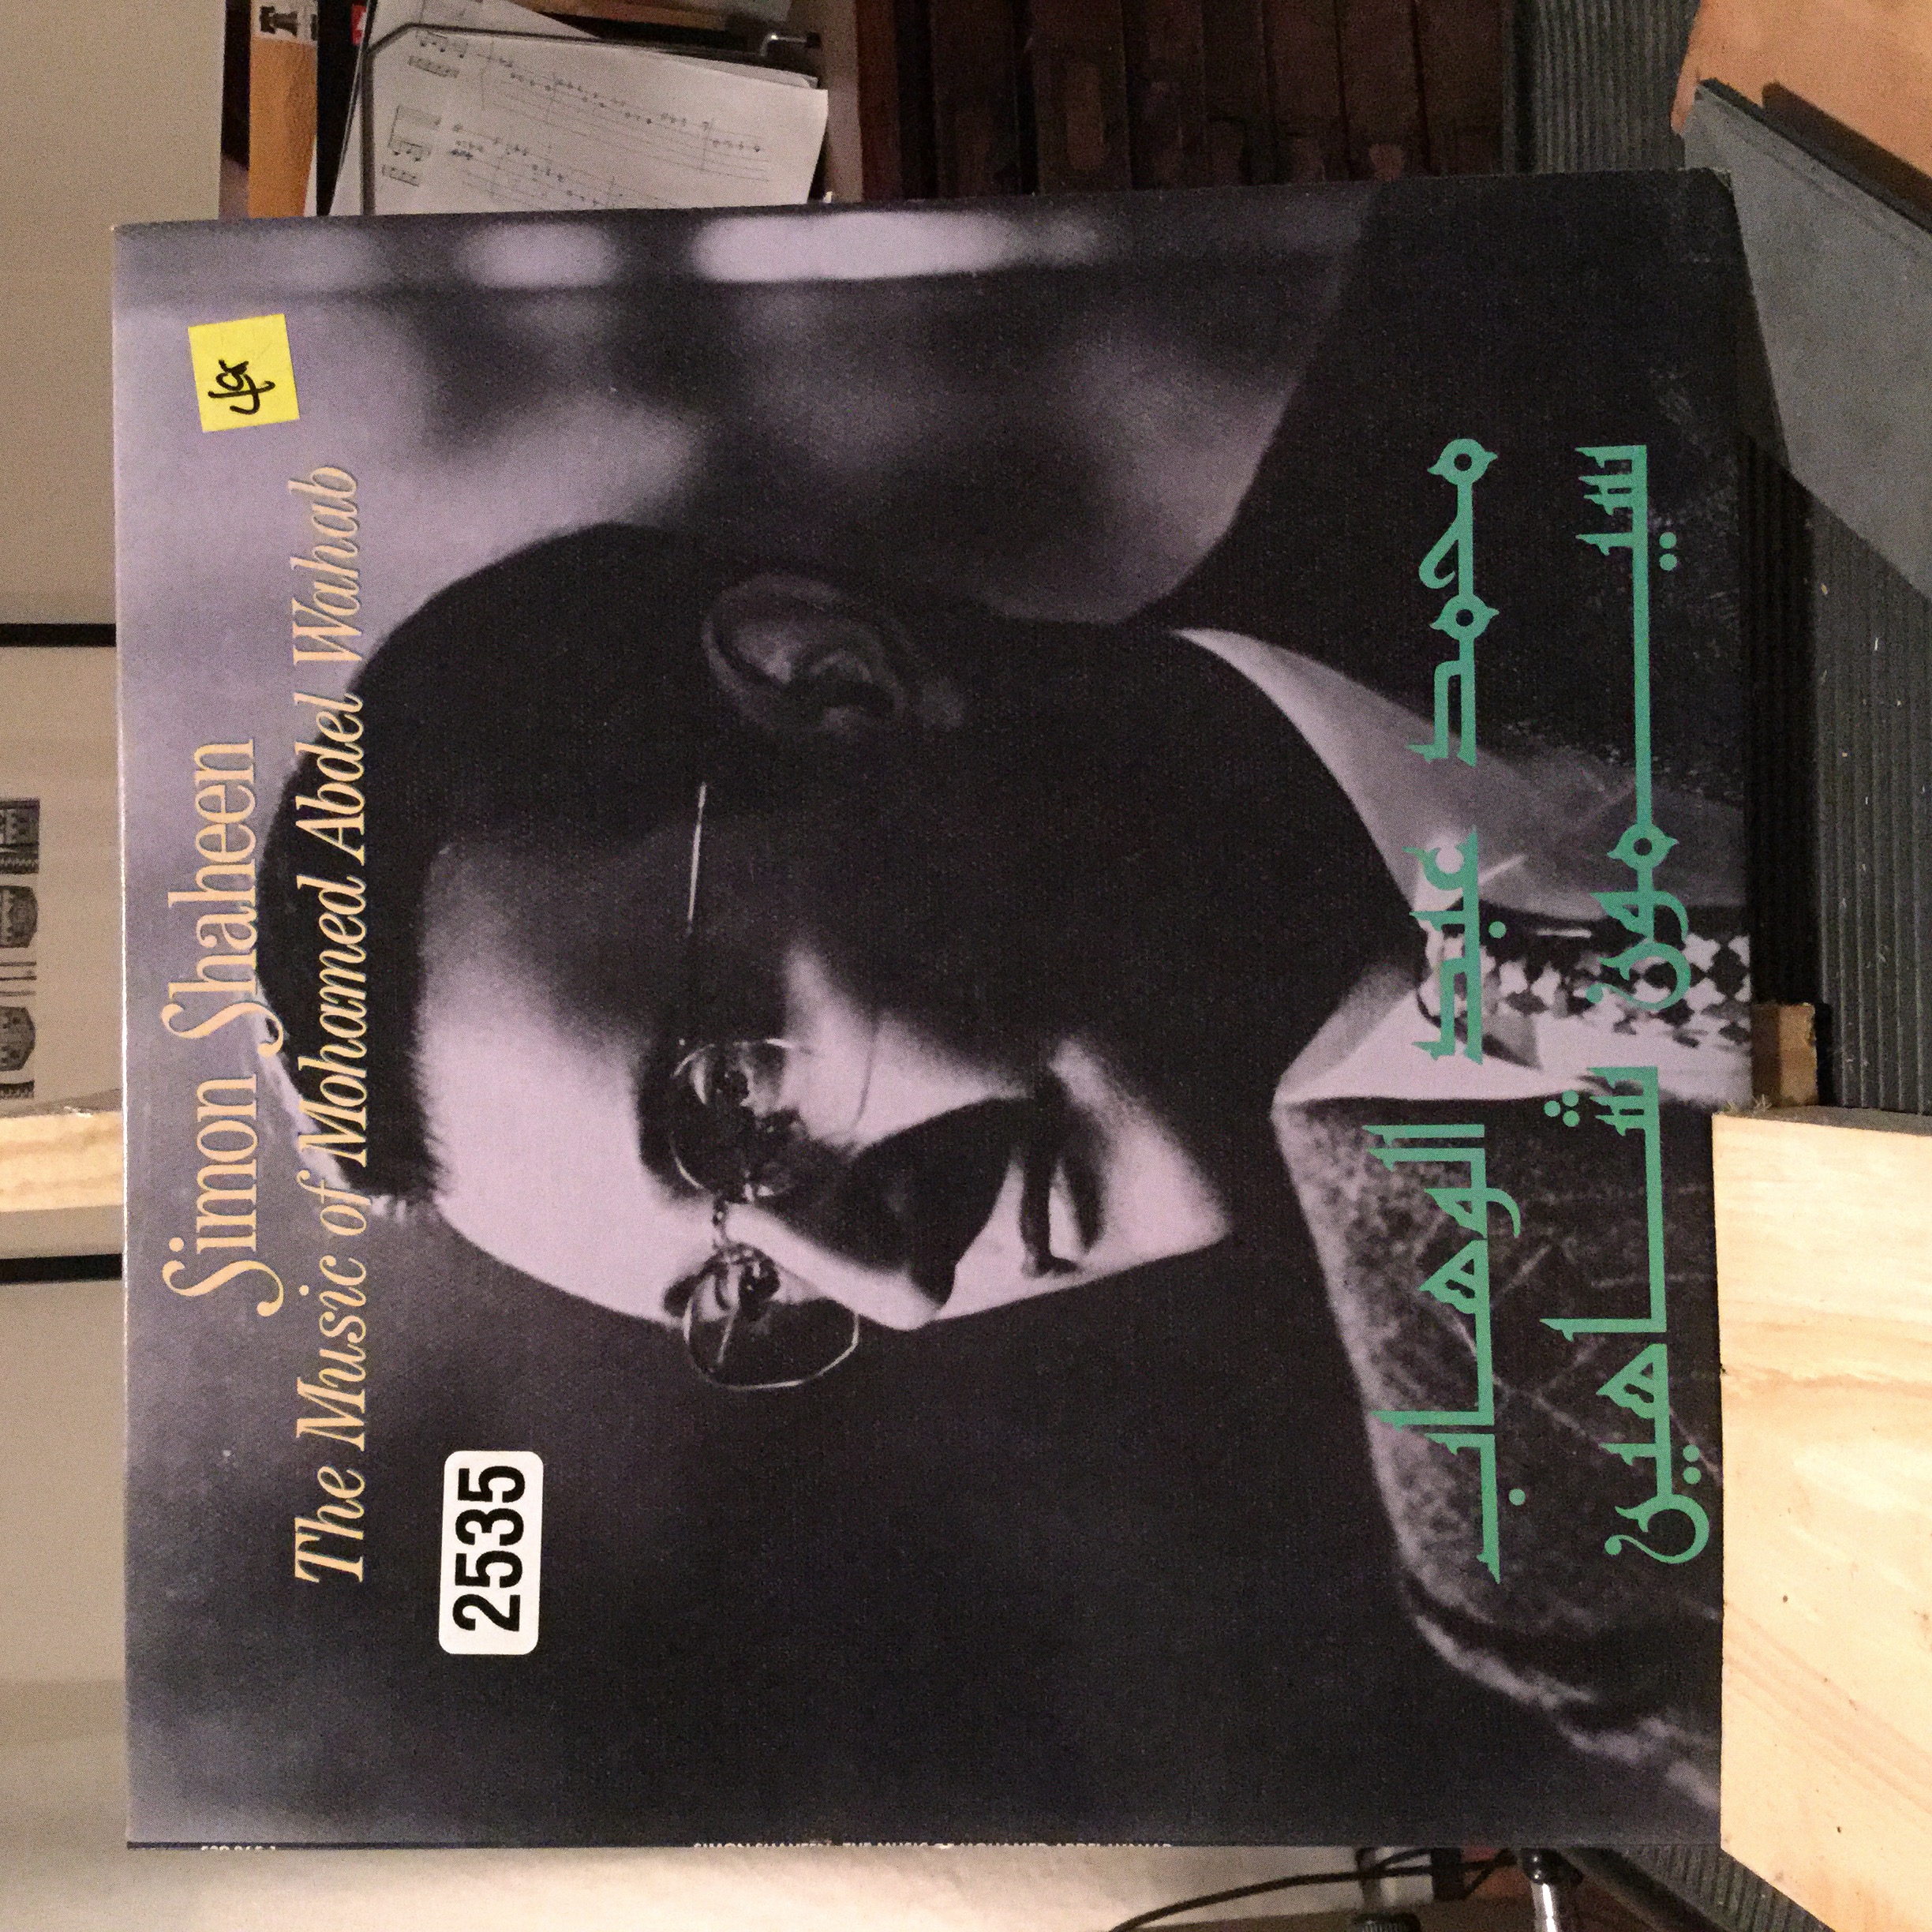 Simon Shaheen
The Music of Mohamed Abdel Wahab
2535
محمد عبد الوهاب
سيمون شاهين